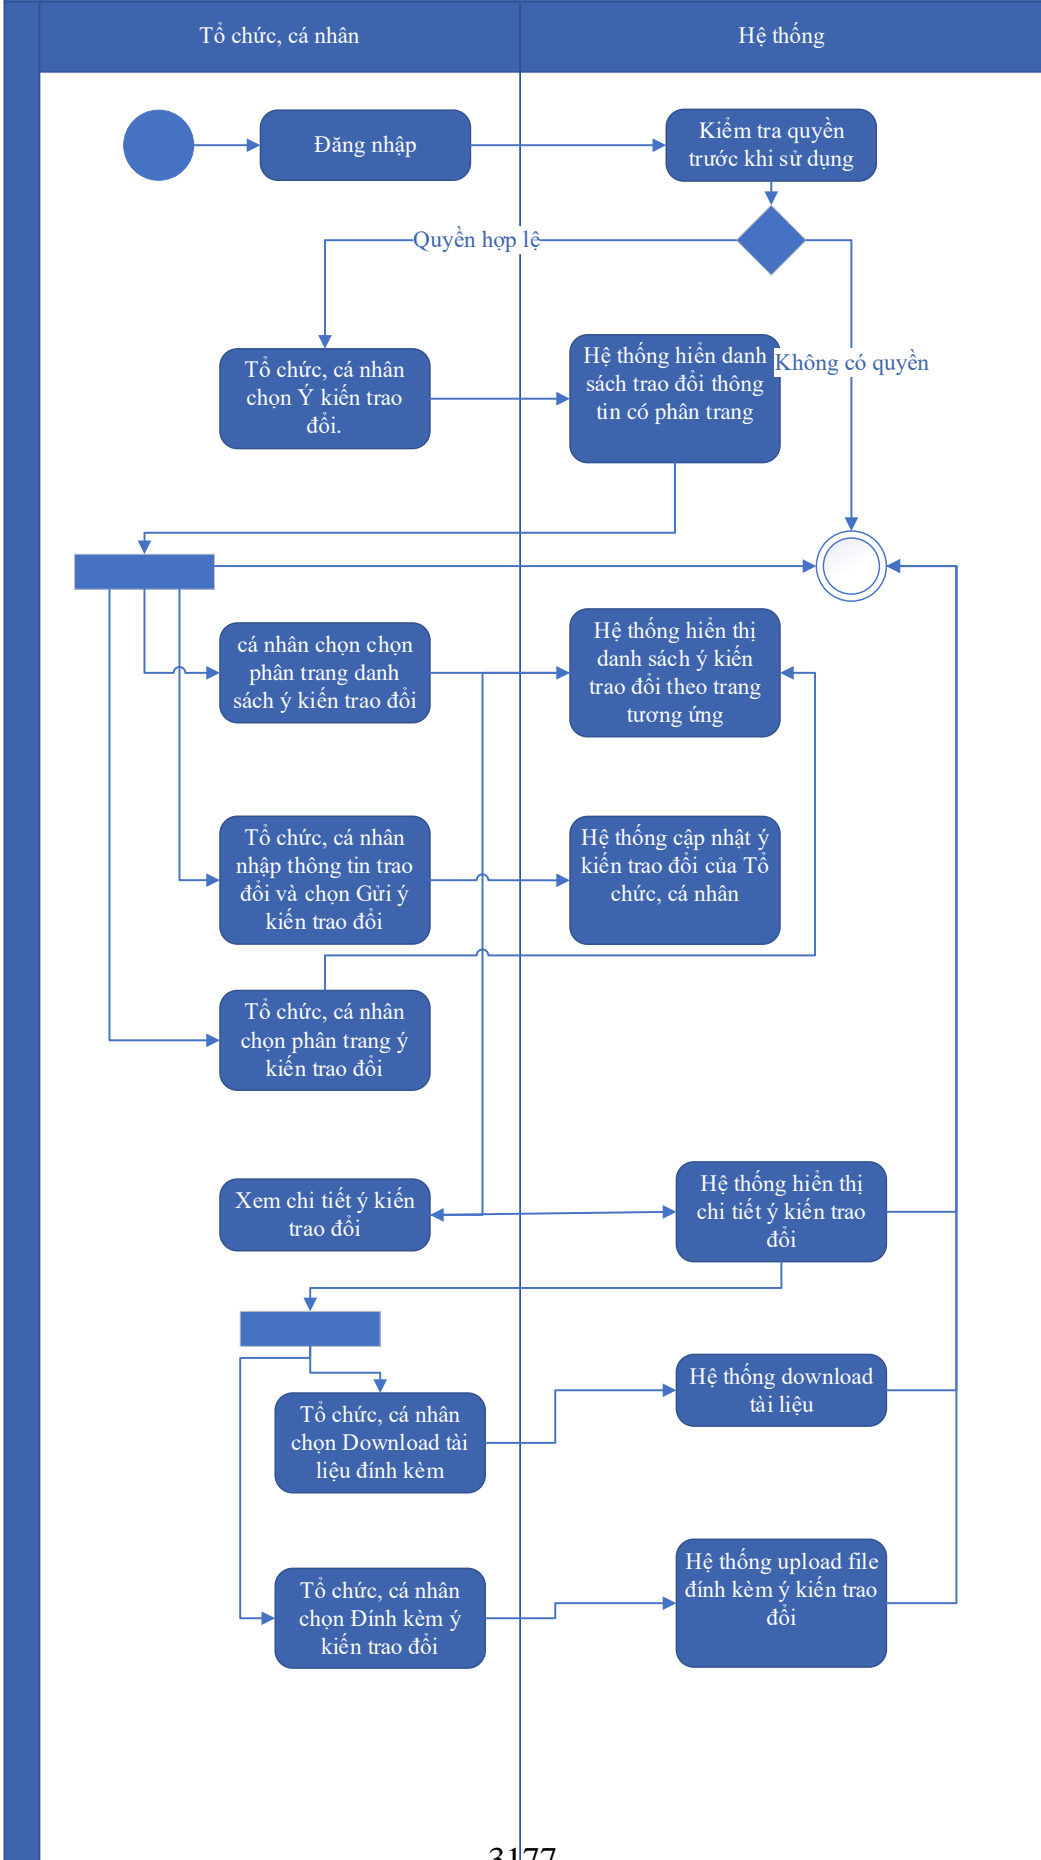 Tổ chức, cá nhân
Hệ thống
Đăng nhập
Kiểm tra quyền
trước khi sử dụng
Quyền hợp lệ
Tổ chức, cá nhân
chọn Ý kiến trao
đổi.
Hệ thống hiển danh
sách trao đổi thông
tin có phân trang
Không có quyền
cá nhân chọn chọn
phân trang danh
sách ý kiến trao đổi
Hệ thống hiển thị
danh sách ý kiến
trao đổi theo trang
tương ứng
Tổ chức, cá nhân
nhập thông tin trao
đổi và chọn Gửi ý
kiến trao đổi
Hệ thống cập nhật ý
kiến trao đổi của Tổ
chức, cá nhân
Tổ chức, cá nhân
chọn phân trang ý
kiến trao đổi
Xem chi tiết ý kiến
trao đổi
Hệ thống hiển thị
chi tiết ý kiến trao
đổi
Tổ chức, cá nhân
chọn Download tài
liệu đính kèm
Hệ thống download
tài liệu
Tổ chức, cá nhân
chọn Đính kèm ý
kiến trao đổi
Hệ thống upload file
đính kèm ý kiến trao
đổi
3177